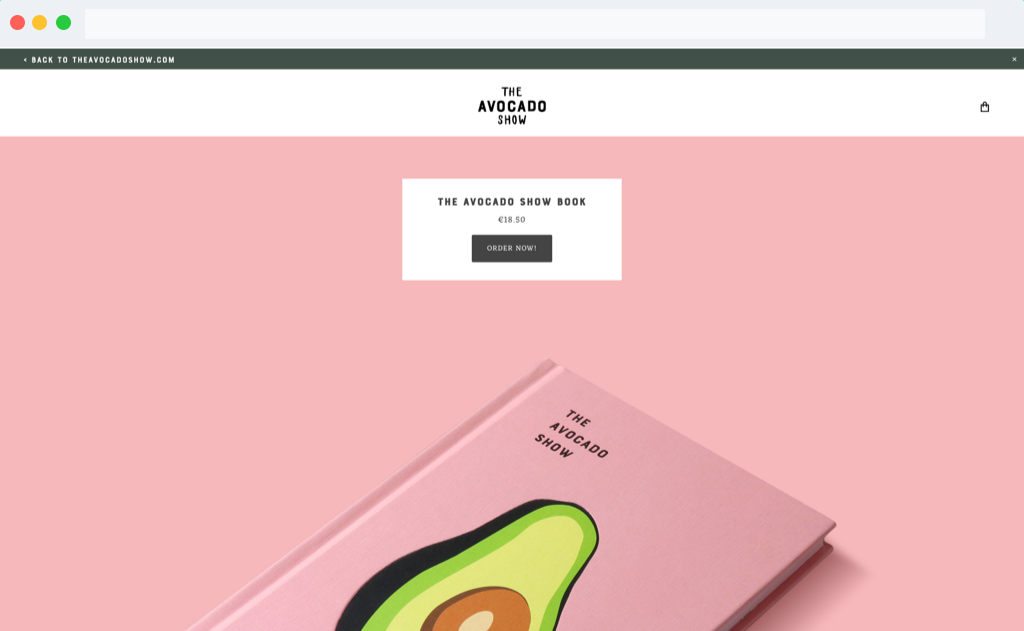 ‹ BACK TO THEAVOCADOSHOW.COM
×
THE
AVOCADO
SHOW
THE AVOCADO SHOW BOOK
€18.50
ORDER NOW!
THE
AVOCADO
SHOW